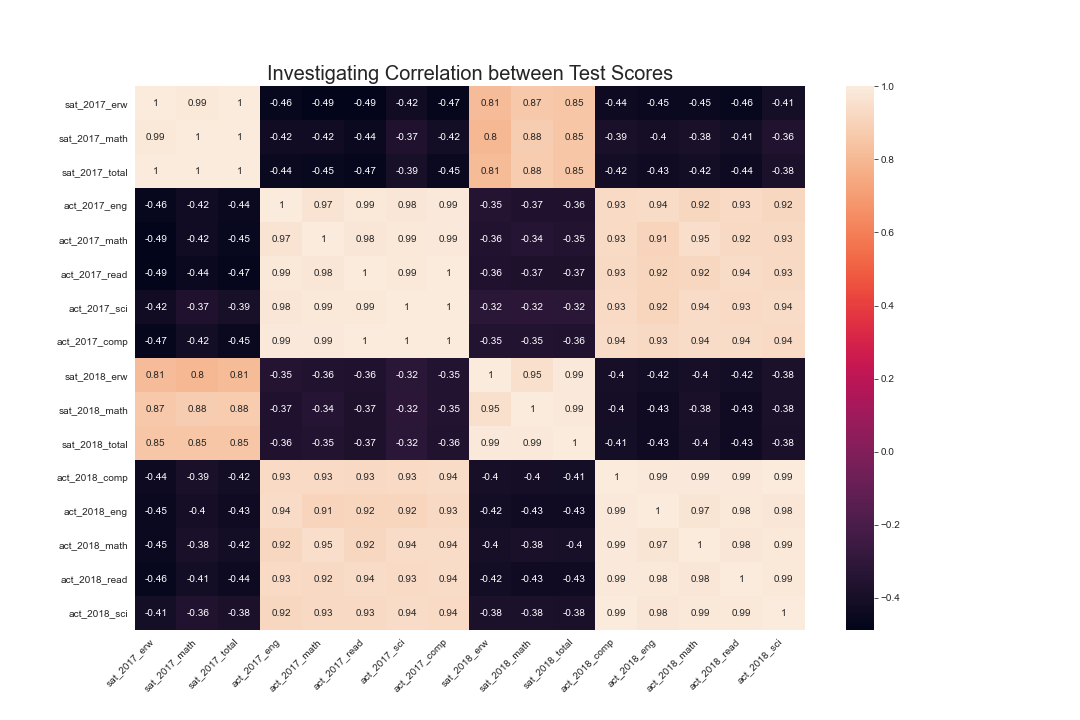 Investigating Correlation between Test Scores
sat_2017_erw 1 0.99 1 -0.46 -0.49 -0.49 -0.42 -0.47 0.81 0.87 0.85 -0.44 -0.45 -0.45 -0.46 -0.41
sat_2017_math 0.99 1 1 -0.42 -0.42 -0.44 -0.37 -0.42 0.8 0.88 0.85 -0.39 -0.4 -0.38 -0.41 -0.36
sat_2017_total 1 1 1 -0.44 -0.45 -0.47 -0.39 -0.45 0.81 0.88 0.85 -0.42 -0.43 -0.42 -0.44 -0.38
act_2017_eng -0.46 -0.42 -0.44 1 0.97 0.99 0.98 0.99 -0.35 -0.37 -0.36 0.93 0.94 0.92 0.93 0.92
act_2017_math -0.49 -0.42 -0.45 0.97 1 0.98 0.99 0.99 -0.36 -0.34 -0.35 0.93 0.91 0.95 0.92 0.93
act_2017_read -0.49 -0.44 -0.47 0.99 0.98 1 0.99 1 -0.36 -0.37 -0.37 0.93 0.92 0.92 0.94 0.93
act_2017_sci -0.42 -0.37 -0.39 0.98 0.99 0.99 1 1 -0.32 -0.32 -0.32 0.93 0.92 0.94 0.93 0.94
act_2017_comp -0.47 -0.42 -0.45 0.99 0.99 1 1 1 -0.35 -0.35 -0.36 0.94 0.93 0.94 0.94 0.94
sat_2018_erw 0.81 0.8 0.81 -0.35 -0.36 -0.36 -0.32 -0.35 1 0.95 0.99 -0.4 -0.42 -0.4 -0.42 -0.38
sat_2018_math 0.87 0.88 0.88 -0.37 -0.34 -0.37 -0.32 -0.35 0.95 1 0.99 -0.4 -0.43 -0.38 -0.43 -0.38
sat_2018_total 0.85 0.85 0.85 -0.36 -0.35 -0.37 -0.32 -0.36 0.99 0.99 1 -0.41 -0.43 -0.4 -0.43 -0.38
act_2018_comp -0.44 -0.39 -0.42 0.93 0.93 0.93 0.93 0.94 -0.4 -0.4 -0.41 1 0.99 0.99 0.99 0.99
act_2018_eng -0.45 -0.4 -0.43 0.94 0.91 0.92 0.92 0.93 -0.42 -0.43 -0.43 0.99 1 0.97 0.98 0.98
act_2018_math -0.45 -0.38 -0.42 0.92 0.95 0.92 0.94 0.94 -0.4 -0.38 -0.4 0.99 0.97 1 0.98 0.99
act_2018_read -0.46 -0.41 -0.44 0.93 0.92 0.94 0.93 0.94 -0.42 -0.43 -0.43 0.99 0.98 0.98 1 0.99
act_2018_sci -0.41 -0.36 -0.38 0.92 0.93 0.93 0.94 0.94 -0.38 -0.38 -0.38 0.99 0.98 0.99 0.99 1
sat_2017_erw sat_2017_math sat_2017_total act_2017_eng act_2017_math act_2017_read act_2017_sci act_2017_comp sat_2018_erw sat_2018_math sat_2018_total act_2018_comp act_2018_eng act_2018_math act_2018_read act_2018_sci
1.0
0.8
0.6
0.4
0.2
0.0
−0.2
−0.4